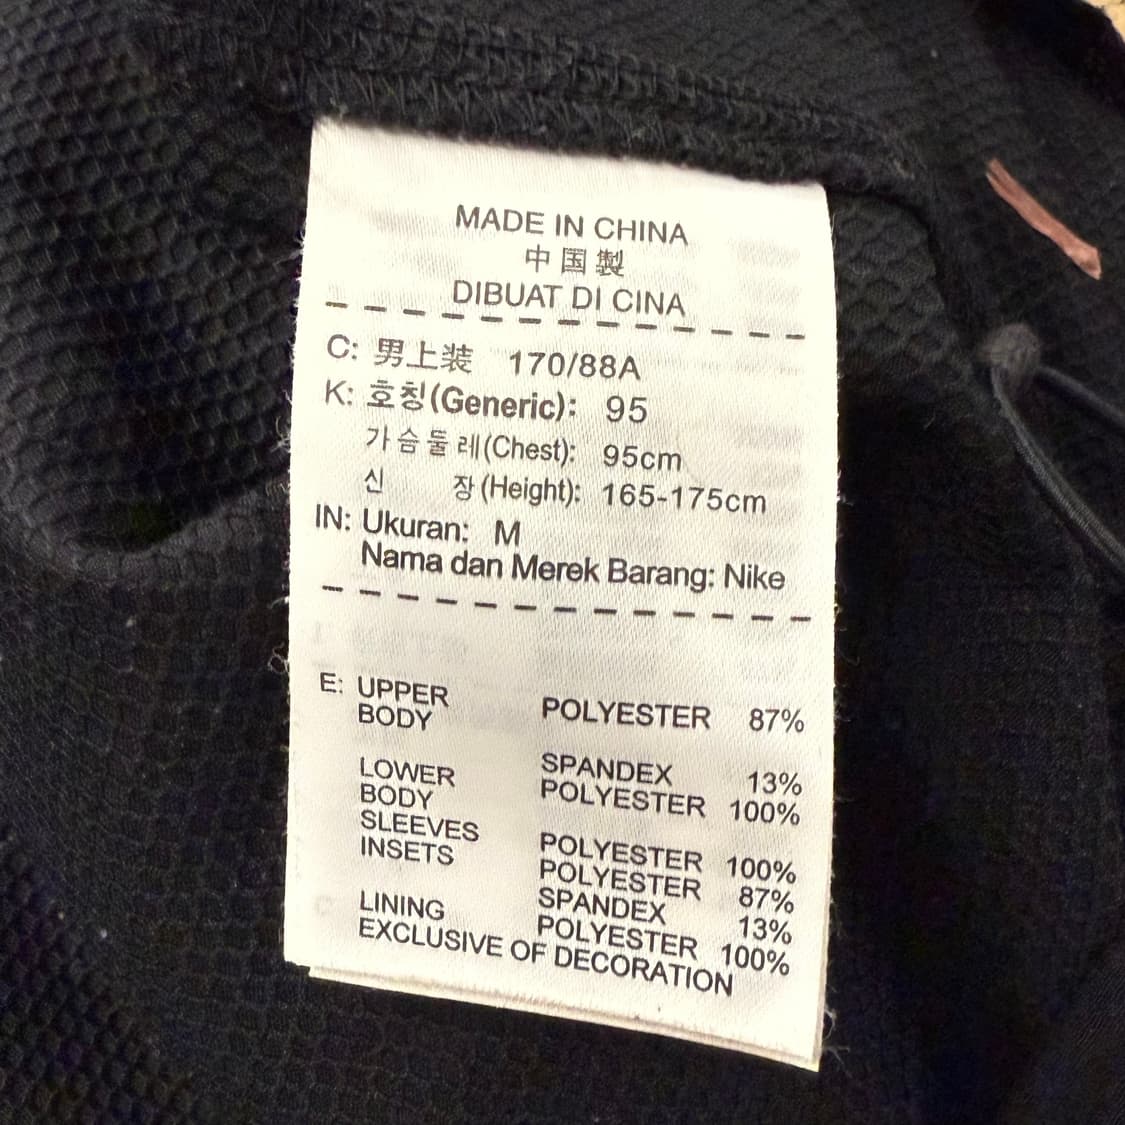 MADE IN CHINA
中国製
DIBUAT DI CINA
C: 男上装 170/88A
K: 호칭(Generic): 95
가슴둘레(Chest): 95cm
신 장(Height): 165-175cm
IN: Ukuran: M
Nama dan Merek Barang: Nike
E: UPPER BODY POLYESTER 87%
SPANDEX 13%
LOWER BODY POLYESTER 100%
SLEEVES POLYESTER 100%
INSETS POLYESTER 87%
SPANDEX 13%
LINING POLYESTER 100%
EXCLUSIVE OF DECORATION